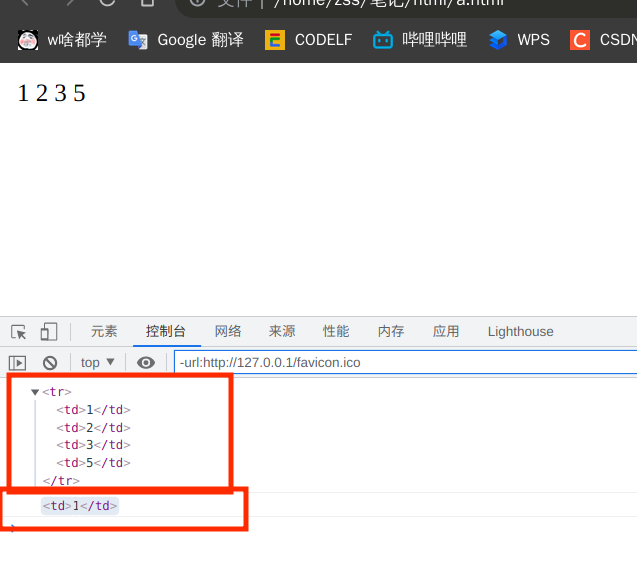 文件 | /home/zss/笔记/html/a.html
w啥都学 Google 翻译 CODELF 哔哩哔哩 WPS CSDN
1 2 3 5
元素 控制台 网络 来源 性能 内存 应用 Lighthouse
top ▼ -url:http://127.0.0.1/favicon.ico
▼<tr>
<td>1</td>
<td>2</td>
<td>3</td>
<td>5</td>
</tr>
<td>1</td>